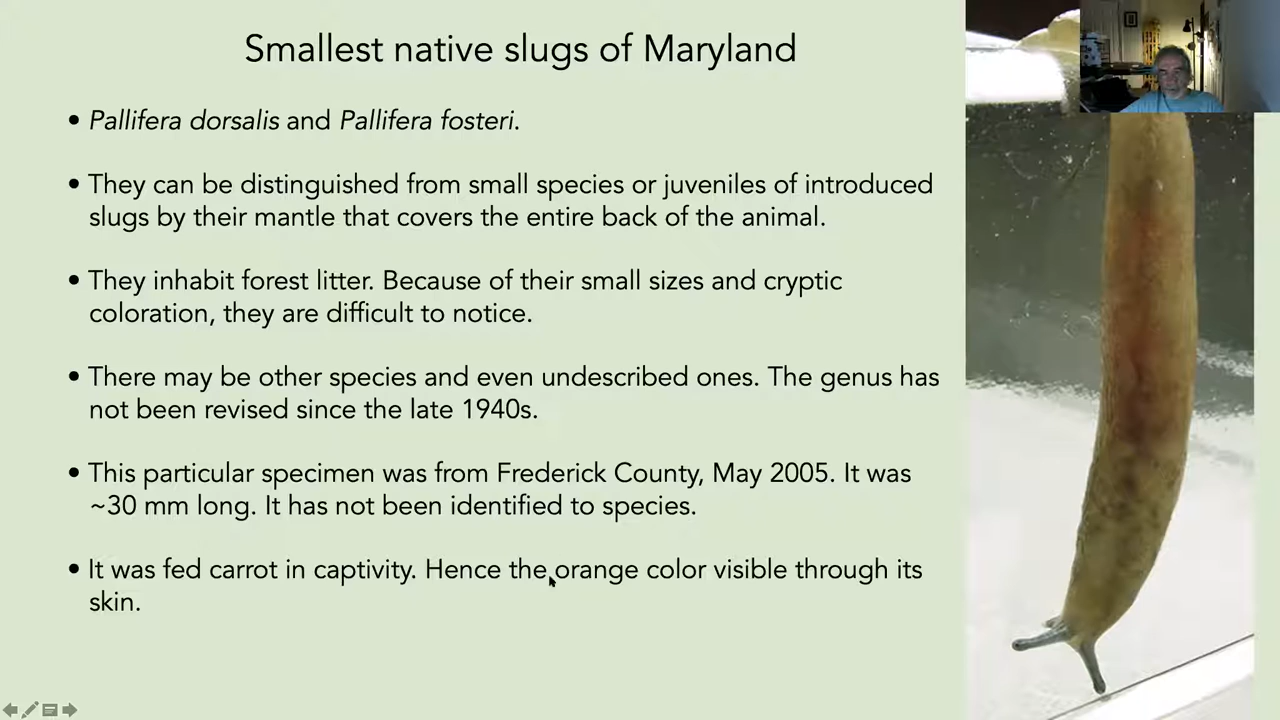 Smallest native slugs of Maryland
• Pallifera dorsalis and Pallifera fosteri.
• They can be distinguished from small species or juveniles of introduced
slugs by their mantle that covers the entire back of the animal.
• They inhabit forest litter. Because of their small sizes and cryptic
coloration, they are difficult to notice.
• There may be other species and even undescribed ones. The genus has
not been revised since the late 1940s.
• This particular specimen was from Frederick County, May 2005. It was
~30 mm long. It has not been identified to species.
• It was fed carrot in captivity. Hence the orange color visible through its
skin.